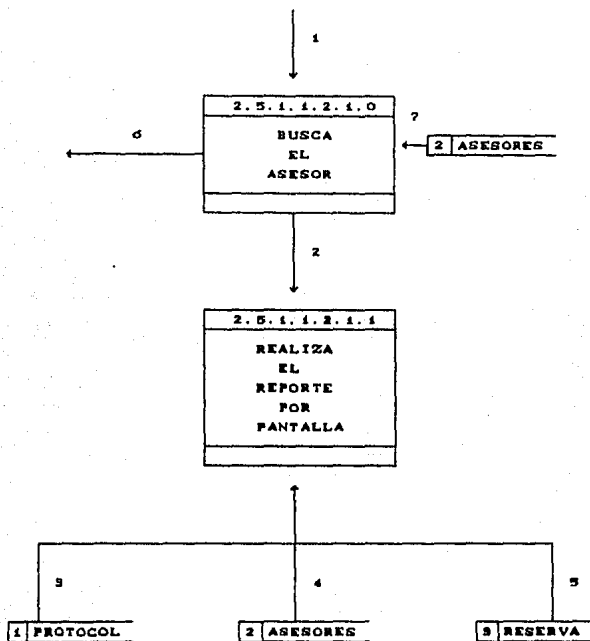 1
2.5.1.1.2.1.0
6
BUSCA
7
EL
2 ASESORES
ASESOR
2
2.5.1.1.2.1.1
REALIZA
EL
REPORTE
POR
PANTALLA
3 4 5
1 PROTOCOL 2 ASESORES 3 RESERVA